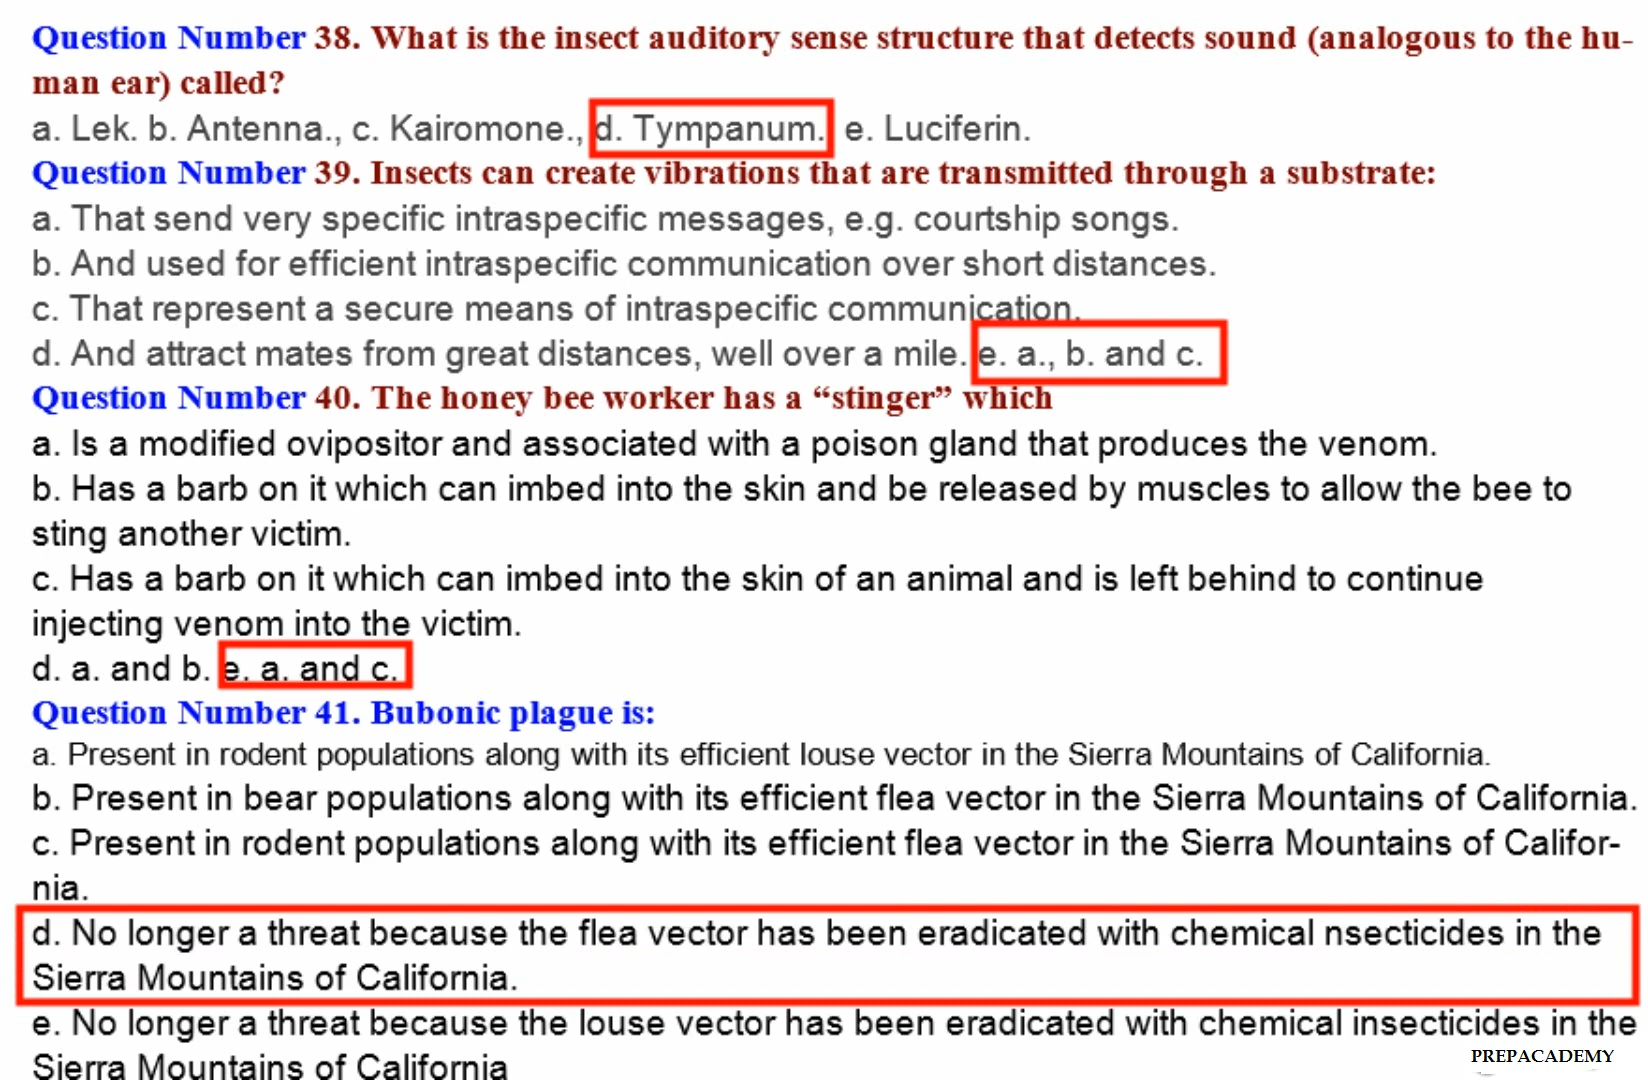 Question Number 38. What is the insect auditory sense structure that detects sound (analogous to the hu-
man ear) called?
a. Lek. b. Antenna., c. Kairomone., d. Tympanum. e. Luciferin.
Question Number 39. Insects can create vibrations that are transmitted through a substrate:
a. That send very specific intraspecific messages, e.g. courtship songs.
b. And used for efficient intraspecific communication over short distances.
c. That represent a secure means of intraspecific communication.
d. And attract mates from great distances, well over a mile. e. a., b. and c.
Question Number 40. The honey bee worker has a “stinger” which
a. Is a modified ovipositor and associated with a poison gland that produces the venom.
b. Has a barb on it which can imbed into the skin and be released by muscles to allow the bee to
sting another victim.
c. Has a barb on it which can imbed into the skin of an animal and is left behind to continue
injecting venom into the victim.
d. a. and b. e. a. and c.
Question Number 41. Bubonic plague is:
a. Present in rodent populations along with its efficient louse vector in the Sierra Mountains of California.
b. Present in bear populations along with its efficient flea vector in the Sierra Mountains of California.
c. Present in rodent populations along with its efficient flea vector in the Sierra Mountains of Califor-
nia.
d. No longer a threat because the flea vector has been eradicated with chemical nsecticides in the
Sierra Mountains of California.
e. No longer a threat because the louse vector has been eradicated with chemical insecticides in the
Sierra Mountains of California
PREPACADEMY